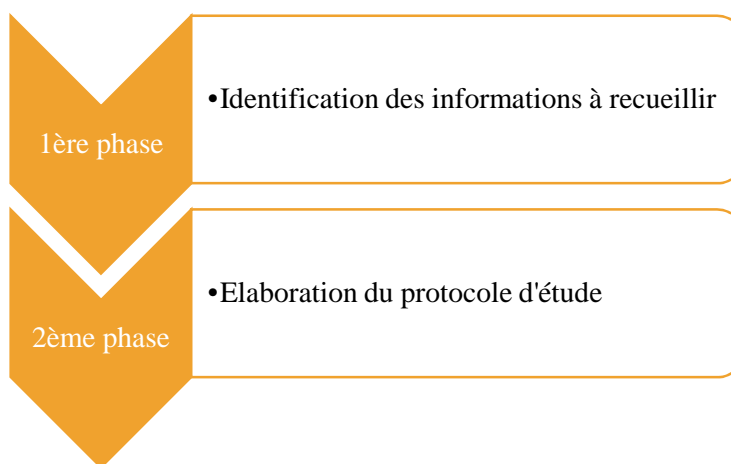 1ère phase
•Identification des informations à recueillir
2ème phase
•Elaboration du protocole d'étude